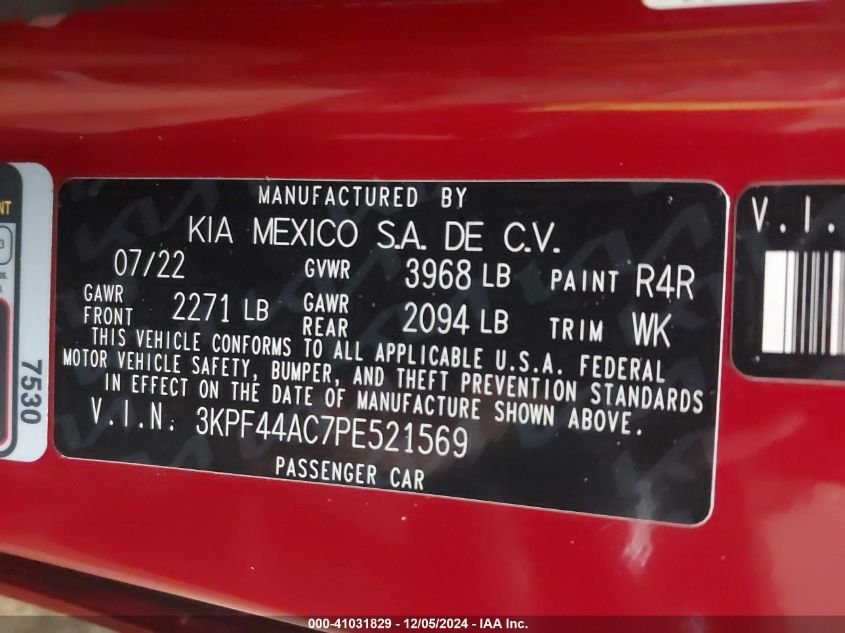 MANUFACTURED BY
KIA MEXICO S.A. DE C.V.
07/22 GVWR 3968 LB PAINT R4R
GAWR FRONT 2271 LB GAWR REAR 2094 LB TRIM WK
THIS VEHICLE CONFORMS TO ALL APPLICABLE U.S.A. FEDERAL
MOTOR VEHICLE SAFETY, BUMPER, AND THEFT PREVENTION STANDARDS
IN EFFECT ON THE DATE OF MANUFACTURE SHOWN ABOVE.
V.I.N. 3KPF44AC7PE521569
PASSENGER CAR
7530
V.I.
000-41031829 - 12/05/2024 - IAA Inc.